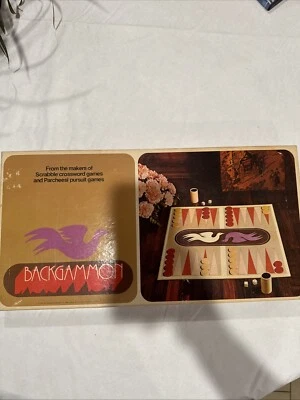 From the makers of
Scrabble crossword games
and Parcheesi pursuit games
BACKGAMMON